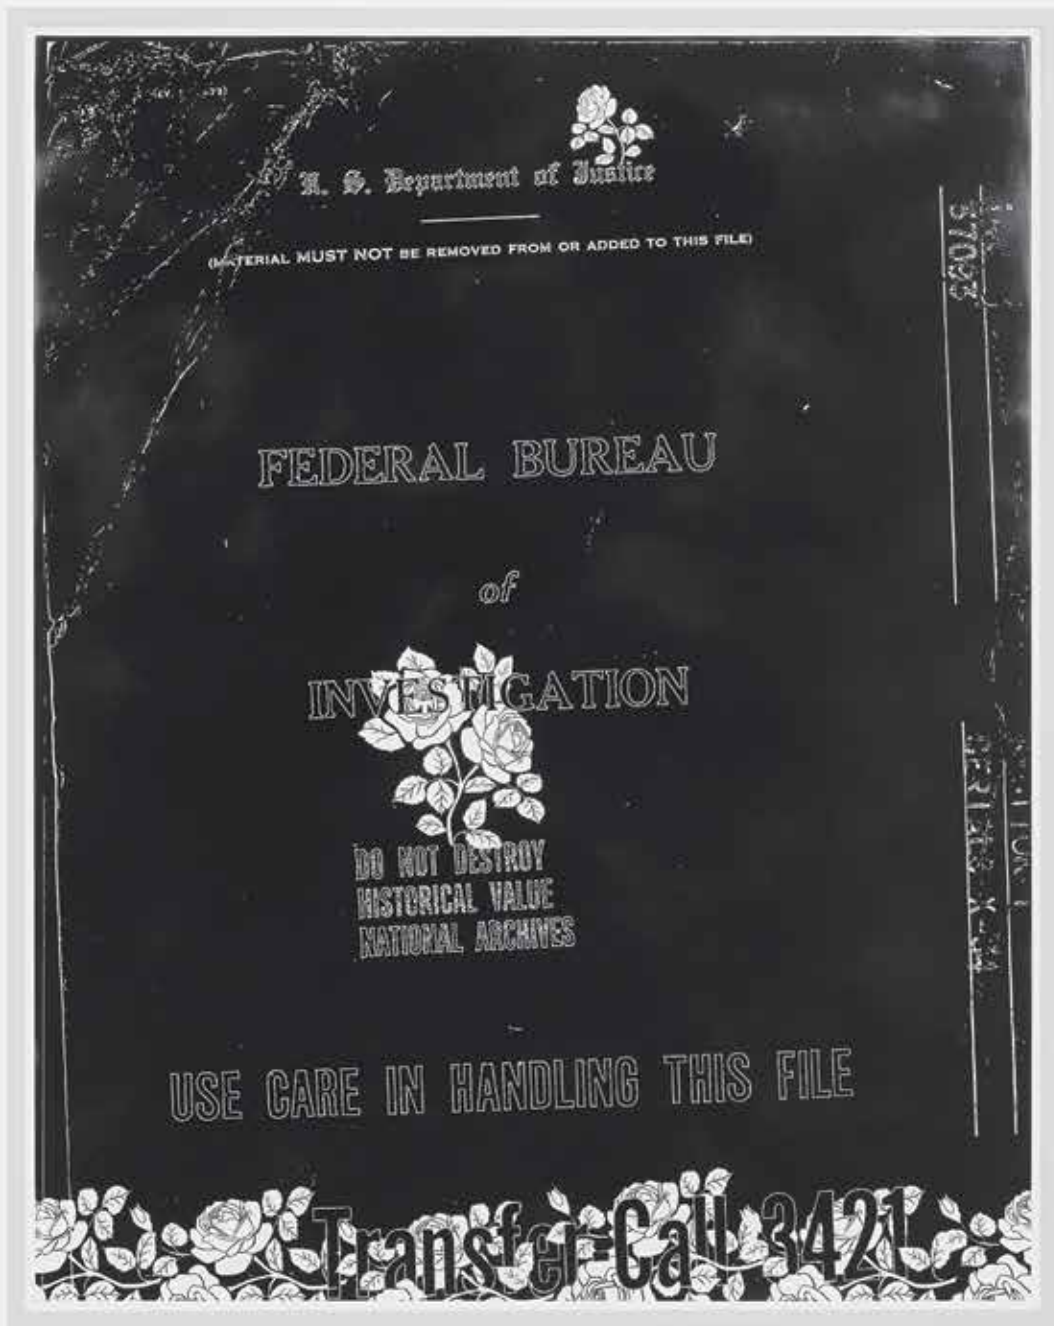 U. S. Department of Justice
(MATERIAL MUST NOT BE REMOVED FROM OR ADDED TO THIS FILE)
FEDERAL BUREAU
of
INVESTIGATION
DO NOT DESTROY
HISTORICAL VALUE
NATIONAL ARCHIVES
USE CARE IN HANDLING THIS FILE
Transfer-Call 3421